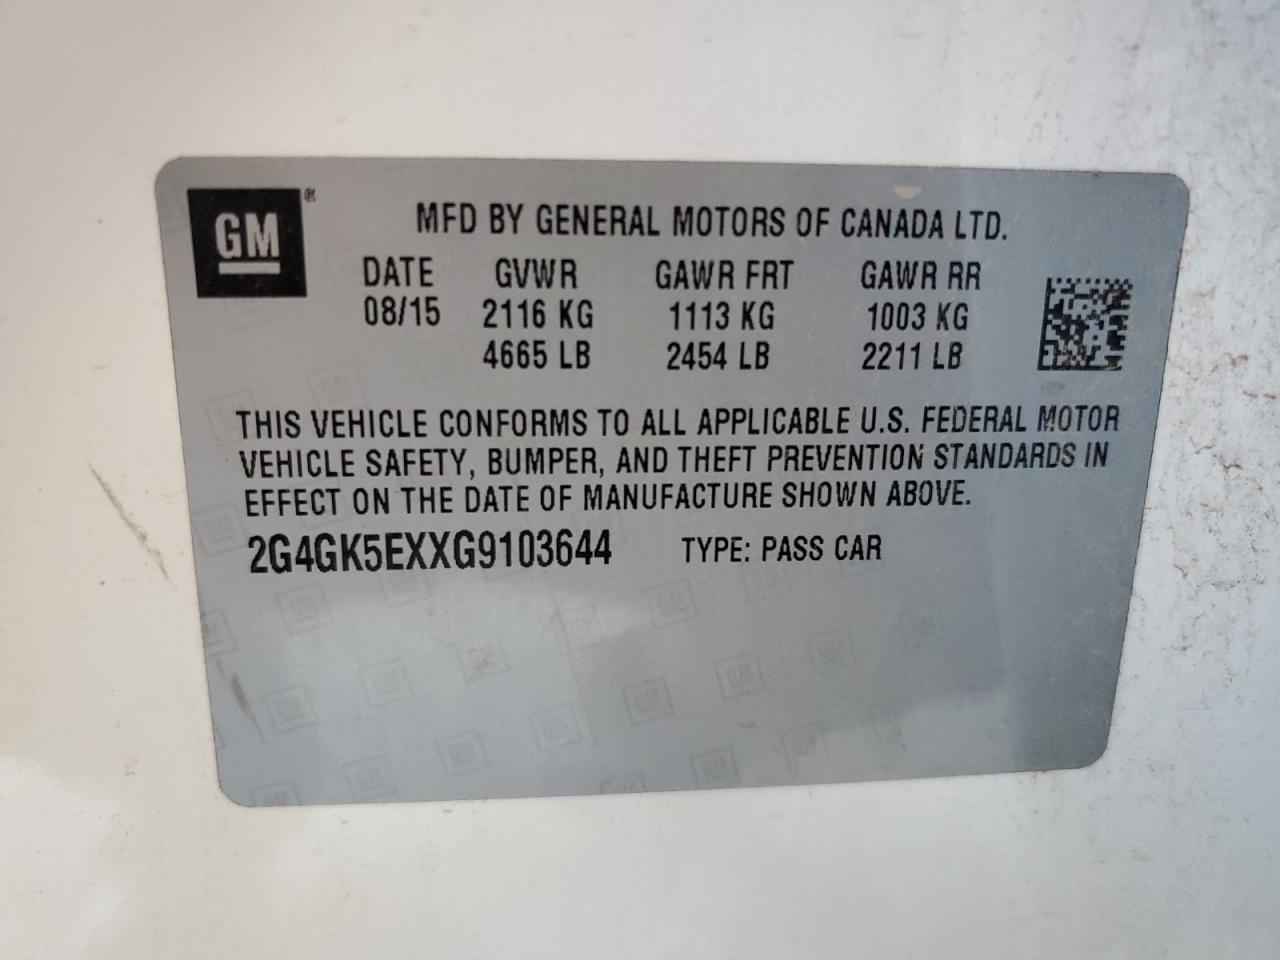 GM ®
MFD BY GENERAL MOTORS OF CANADA LTD.
DATE GVWR GAWR FRT GAWR RR
08/15 2116 KG 1113 KG 1003 KG
4665 LB 2454 LB 2211 LB
THIS VEHICLE CONFORMS TO ALL APPLICABLE U.S. FEDERAL MOTOR
VEHICLE SAFETY, BUMPER, AND THEFT PREVENTION STANDARDS IN
EFFECT ON THE DATE OF MANUFACTURE SHOWN ABOVE.
2G4GK5EXXG9103644 TYPE: PASS CAR